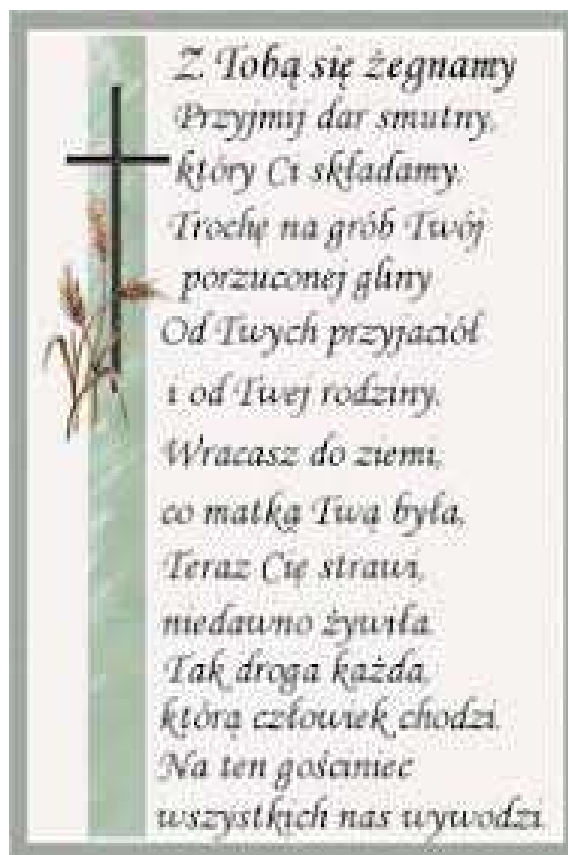 Z Tobą się żegnamy
Przyjmij dar smutny,
który Ci składamy.
Trochę na grób Twój
porzuconej gliny
Od Twych przyjaciół
i od Twej rodziny.
Wracasz do ziemi,
co matką Twą była,
Teraz Cię strawi,
niedawno żywiła.
Tak droga każda,
którą człowiek chodzi.
Na ten gościniec
wszystkich nas wywodzi.